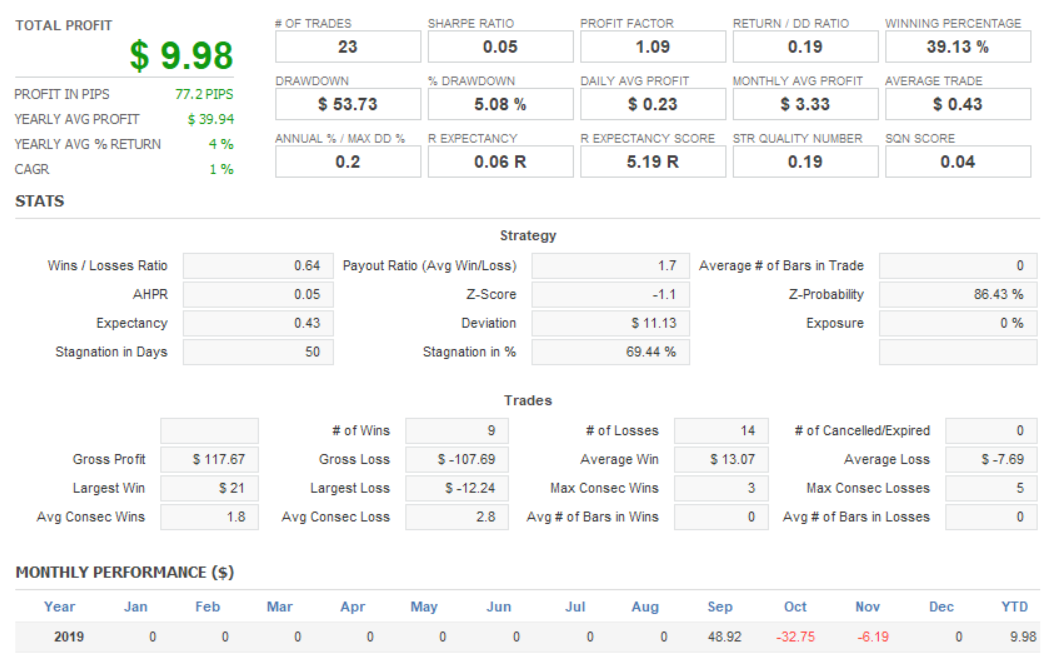 TOTAL PROFIT
$ 9.98
PROFIT IN PIPS 77.2 PIPS
YEARLY AVG PROFIT $ 39.94
YEARLY AVG % RETURN 4 %
CAGR 1 %
# OF TRADES SHARPE RATIO PROFIT FACTOR RETURN / DD RATIO WINNING PERCENTAGE
23 0.05 1.09 0.19 39.13 %
DRAWDOWN % DRAWDOWN DAILY AVG PROFIT MONTHLY AVG PROFIT AVERAGE TRADE
$ 53.73 5.08 % $ 0.23 $ 3.33 $ 0.43
ANNUAL % / MAX DD % R EXPECTANCY R EXPECTANCY SCORE STR QUALITY NUMBER SQN SCORE
0.2 0.06 R 5.19 R 0.19 0.04
STATS
Strategy
Wins / Losses Ratio 0.64 Payout Ratio (Avg Win/Loss) 1.7 Average # of Bars in Trade 0
AHPR 0.05 Z-Score -1.1 Z-Probability 86.43 %
Expectancy 0.43 Deviation $ 11.13 Exposure 0 %
Stagnation in Days 50 Stagnation in % 69.44 %
Trades
# of Wins 9 # of Losses 14 # of Cancelled/Expired 0
Gross Profit $ 117.67 Gross Loss $ -107.69 Average Win $ 13.07 Average Loss $ -7.69
Largest Win $ 21 Largest Loss $ -12.24 Max Consec Wins 3 Max Consec Losses 5
Avg Consec Wins 1.8 Avg Consec Loss 2.8 Avg # of Bars in Wins 0 Avg # of Bars in Losses 0
MONTHLY PERFORMANCE ($)
Year Jan Feb Mar Apr May Jun Jul Aug Sep Oct Nov Dec YTD
2019 0 0 0 0 0 0 0 0 48.92 -32.75 -6.19 0 9.98